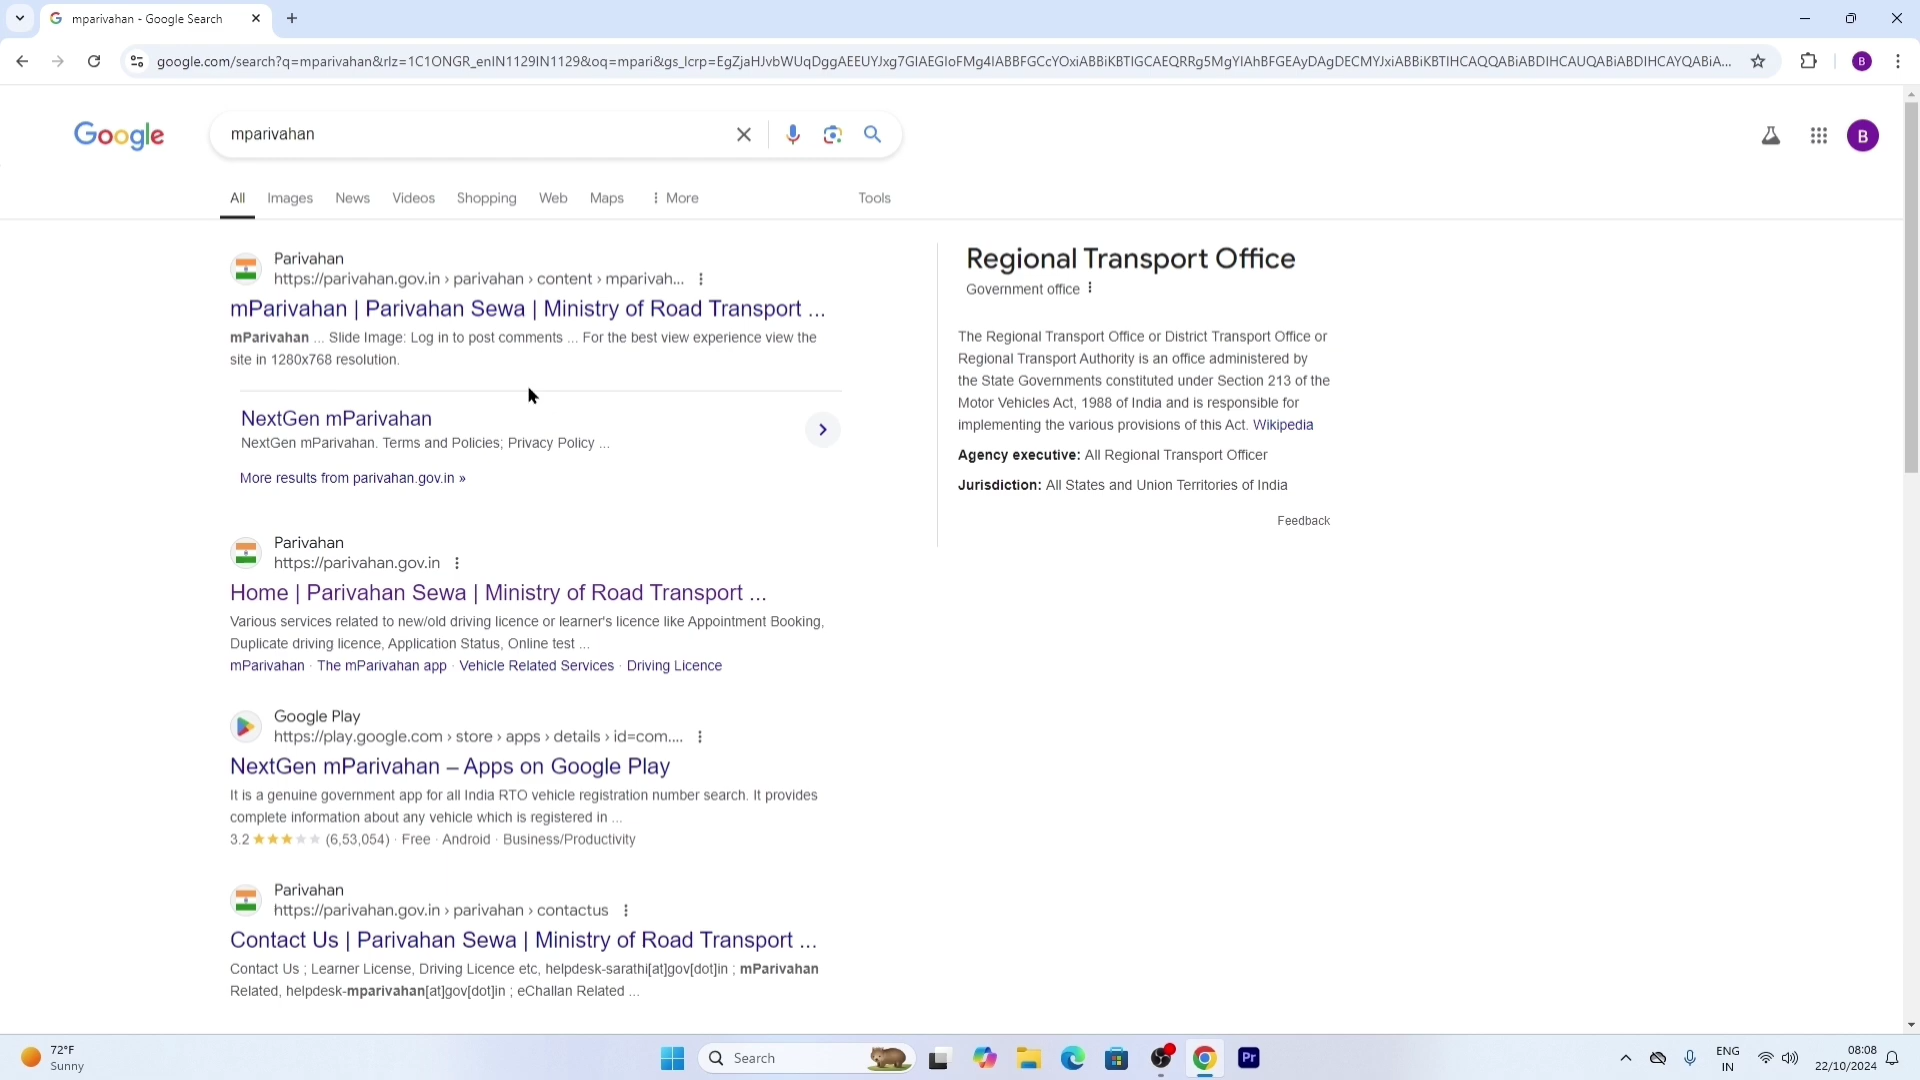 mparivahan - Google Search
google.com/search?q=mparivahan&rlz=1C1ONGR_enIN1129IN1129&oq=mpari&gs_lcrp=EgZjaHJvbWUqDggAEEUYJxg7GIAEGIoFMg4IABBFGCcYOxiABBiKBTIGCAEQRRg5MgYIAhBFGEAyDAgDECMYJxiABBiKBTIHCAQQABiABDIHCAUQABiABDIHCAYQABiA...
B
Google
mparivahan
B
All Images News Videos Shopping Web Maps More Tools
Parivahan
https://parivahan.gov.in › parivahan › content › mparivah...
mParivahan | Parivahan Sewa | Ministry of Road Transport ...
mParivahan ... Slide Image: Log in to post comments ... For the best view experience view the
site in 1280x768 resolution.
NextGen mParivahan
NextGen mParivahan. Terms and Policies; Privacy Policy ...
More results from parivahan.gov.in »
Parivahan
https://parivahan.gov.in
Home | Parivahan Sewa | Ministry of Road Transport ...
Various services related to new/old driving licence or learner's licence like Appointment Booking,
Duplicate driving licence, Application Status, Online test ...
mParivahan · The mParivahan app · Vehicle Related Services · Driving Licence
Google Play
https://play.google.com › store › apps › details › id=com....
NextGen mParivahan – Apps on Google Play
It is a genuine government app for all India RTO vehicle registration number search. It provides
complete information about any vehicle which is registered in ...
3.2 ★★★☆☆ (6,53,054) · Free · Android · Business/Productivity
Parivahan
https://parivahan.gov.in › parivahan › contactus
Contact Us | Parivahan Sewa | Ministry of Road Transport ...
Contact Us ; Learner License, Driving Licence etc, helpdesk-sarathi[at]gov[dot]in ; mParivahan
Related, helpdesk-mparivahan[at]gov[dot]in ; eChallan Related ...
Regional Transport Office
Government office
The Regional Transport Office or District Transport Office or
Regional Transport Authority is an office administered by
the State Governments constituted under Section 213 of the
Motor Vehicles Act, 1988 of India and is responsible for
implementing the various provisions of this Act. Wikipedia
Agency executive: All Regional Transport Officer
Jurisdiction: All States and Union Territories of India
Feedback
72°F
Sunny
Search
Pr
ENG
IN
08:08
22/10/2024